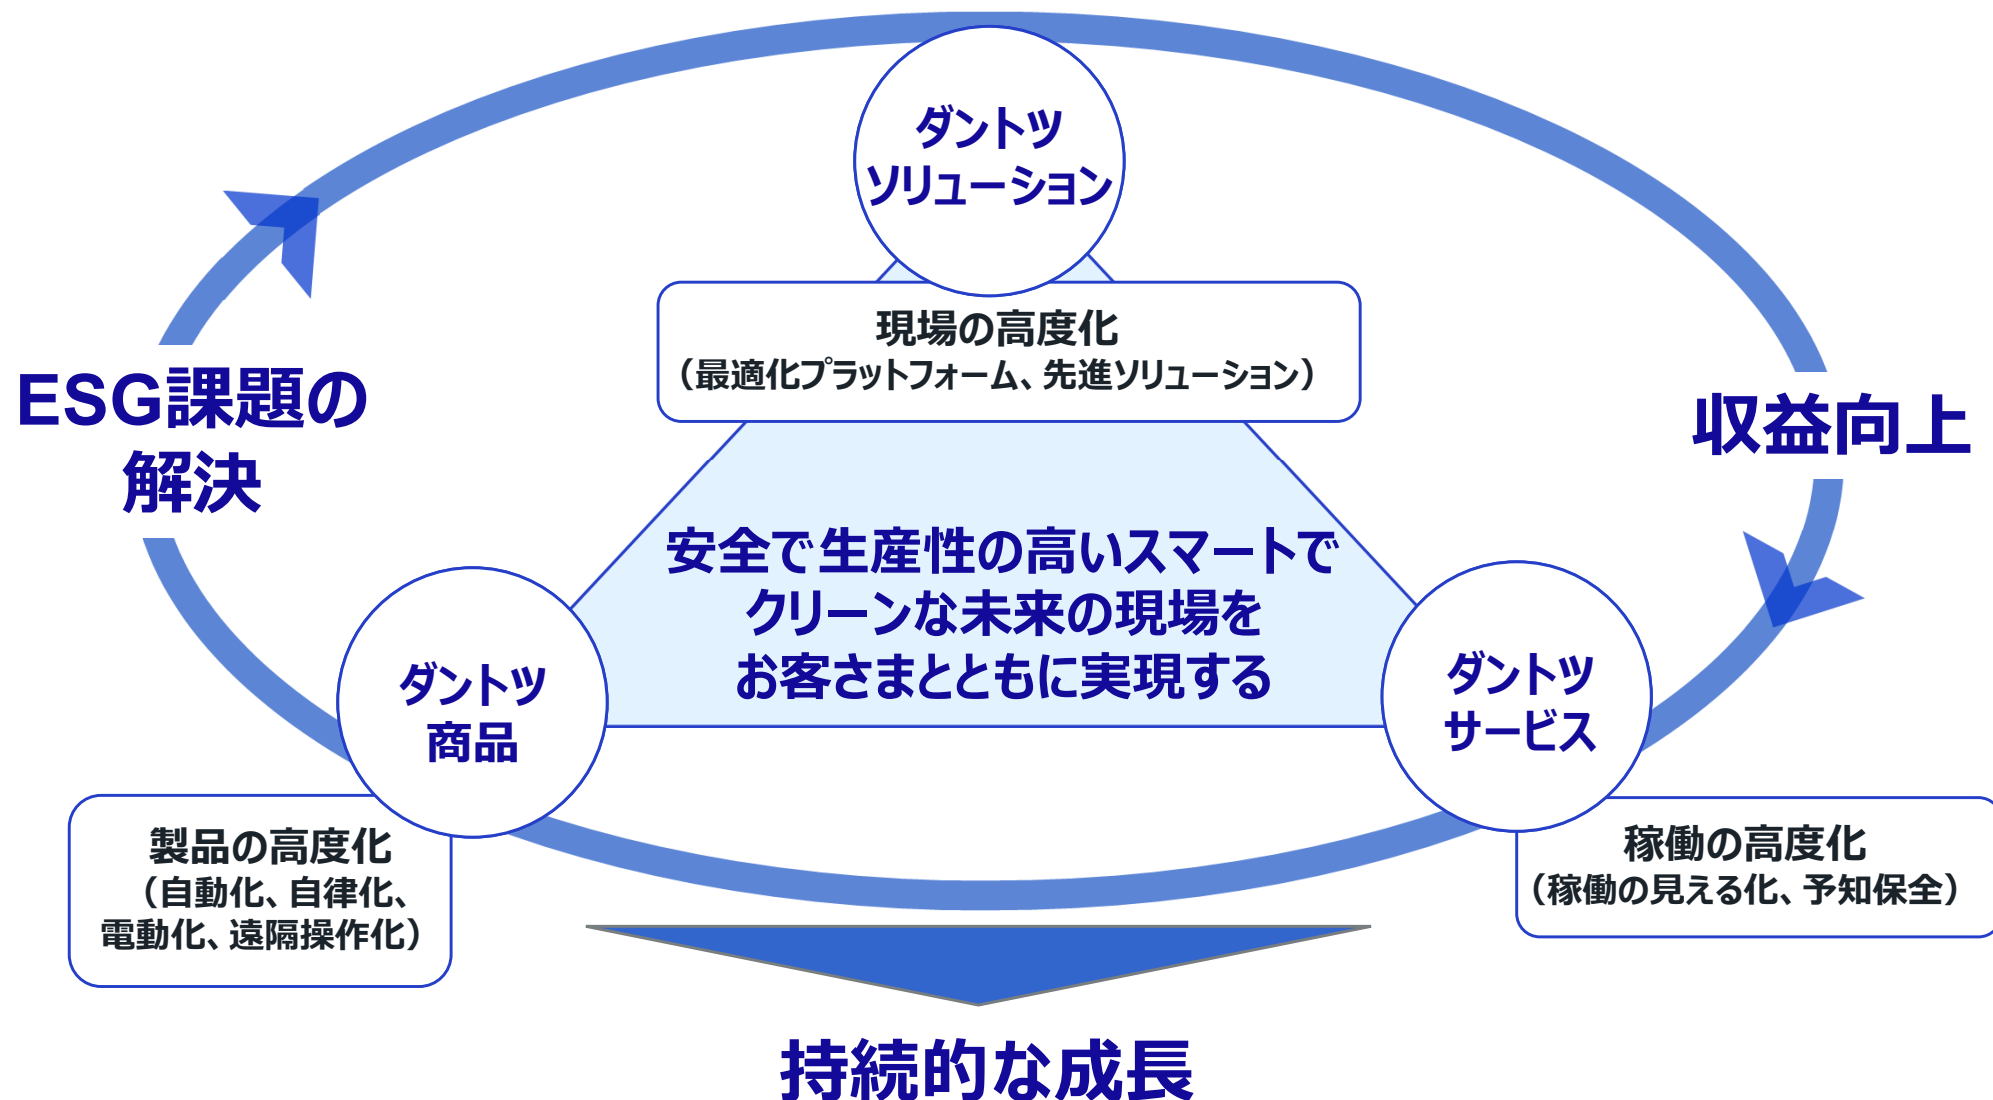 ダントツ
ソリューション
現場の高度化
（最適化プラットフォーム、先進ソリューション）
ESG課題の
解決
収益向上
安全で生産性の高いスマートで
クリーンな未来の現場を
お客さまとともに実現する
ダントツ
商品
ダントツ
サービス
製品の高度化
（自動化、自律化、
電動化、遠隔操作化）
稼働の高度化
（稼働の見える化、予知保全）
持続的な成長